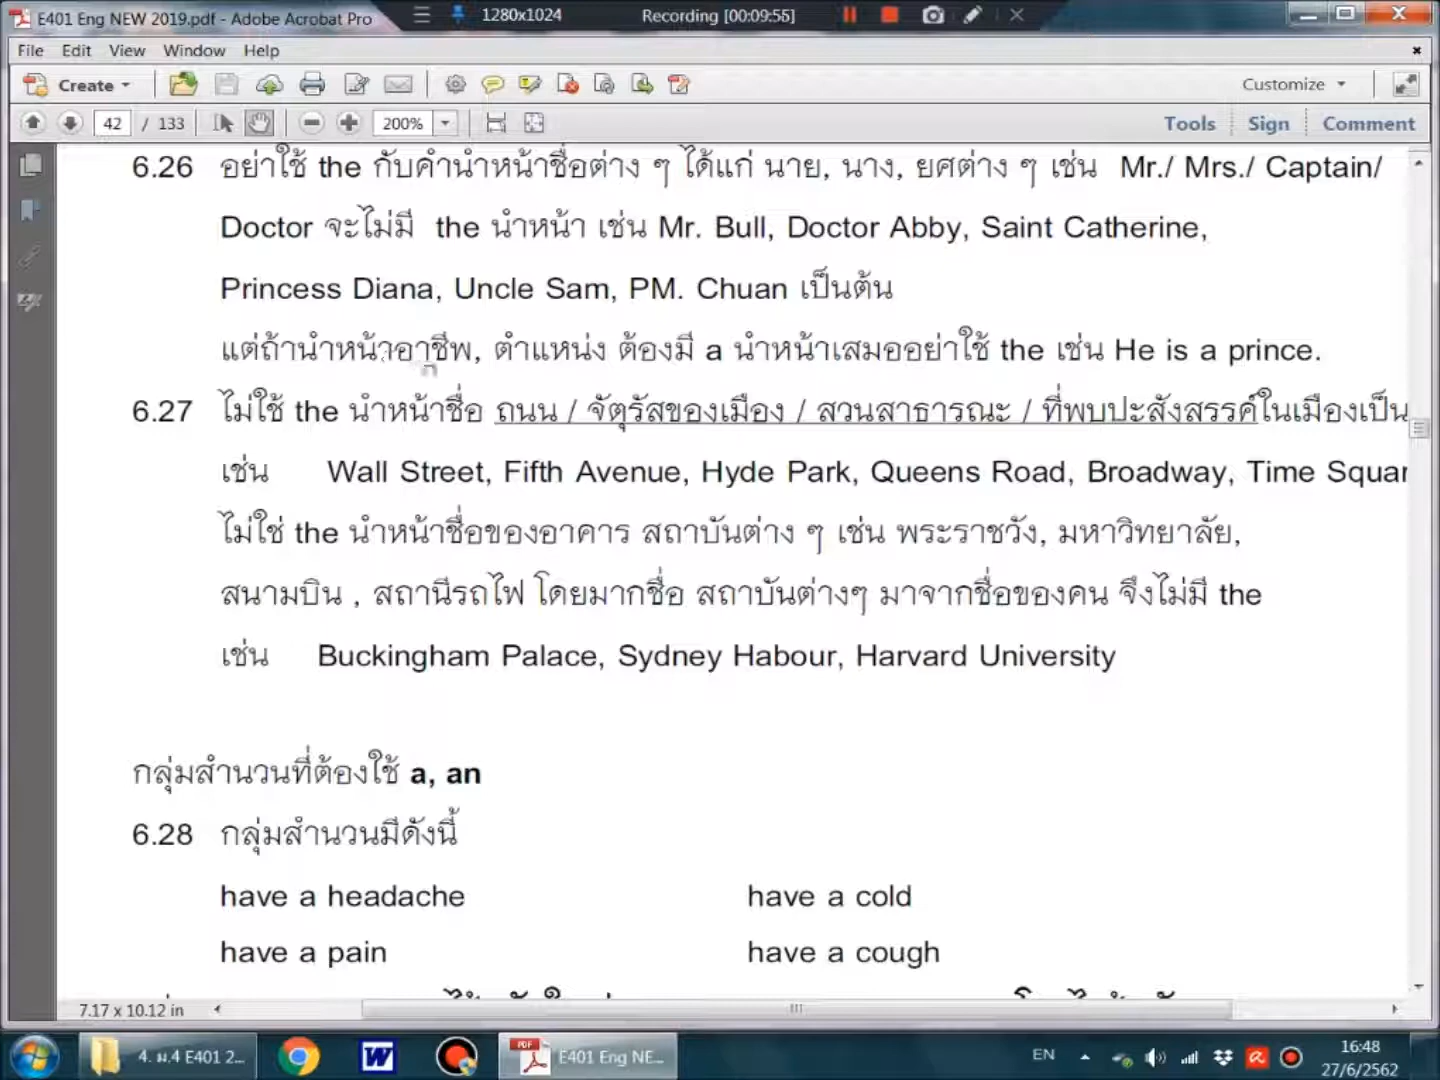 E401 Eng NEW 2019.pdf - Adobe Acrobat Pro
1280x1024
Recording [00:09:55]
File Edit View Window Help
Create
Customize
42 / 133
200%
Tools Sign Comment
6.26 อย่าใช้ the กับคำนำหน้าชื่อต่าง ๆ ได้แก่ นาย, นาง, ยศต่าง ๆ เช่น Mr./ Mrs./ Captain/
Doctor จะไม่มี the นำหน้า เช่น Mr. Bull, Doctor Abby, Saint Catherine,
Princess Diana, Uncle Sam, PM. Chuan เป็นต้น
แต่ถ้านำหน้าอาชีพ, ตำแหน่ง ต้องมี a นำหน้าเสมออย่าใช้ the เช่น He is a prince.
6.27 ไม่ใช้ the นำหน้าชื่อ ถนน / จัตุรัสของเมือง / สวนสาธารณะ / ที่พบปะสังสรรค์ในเมืองเป็น
เช่น Wall Street, Fifth Avenue, Hyde Park, Queens Road, Broadway, Time Squar
ไม่ใช่ the นำหน้าชื่อของอาคาร สถาบันต่าง ๆ เช่น พระราชวัง, มหาวิทยาลัย,
สนามบิน , สถานีรถไฟ โดยมากชื่อ สถาบันต่างๆ มาจากชื่อของคน จึงไม่มี the
เช่น Buckingham Palace, Sydney Habour, Harvard University
กลุ่มสำนวนที่ต้องใช้ a, an
6.28 กลุ่มสำนวนมีดังนี้
have a headache have a cold
have a pain have a cough
7.17 x 10.12 in
4. ม.4 E401 2...
E401 Eng NE...
EN
16:48
27/6/2562